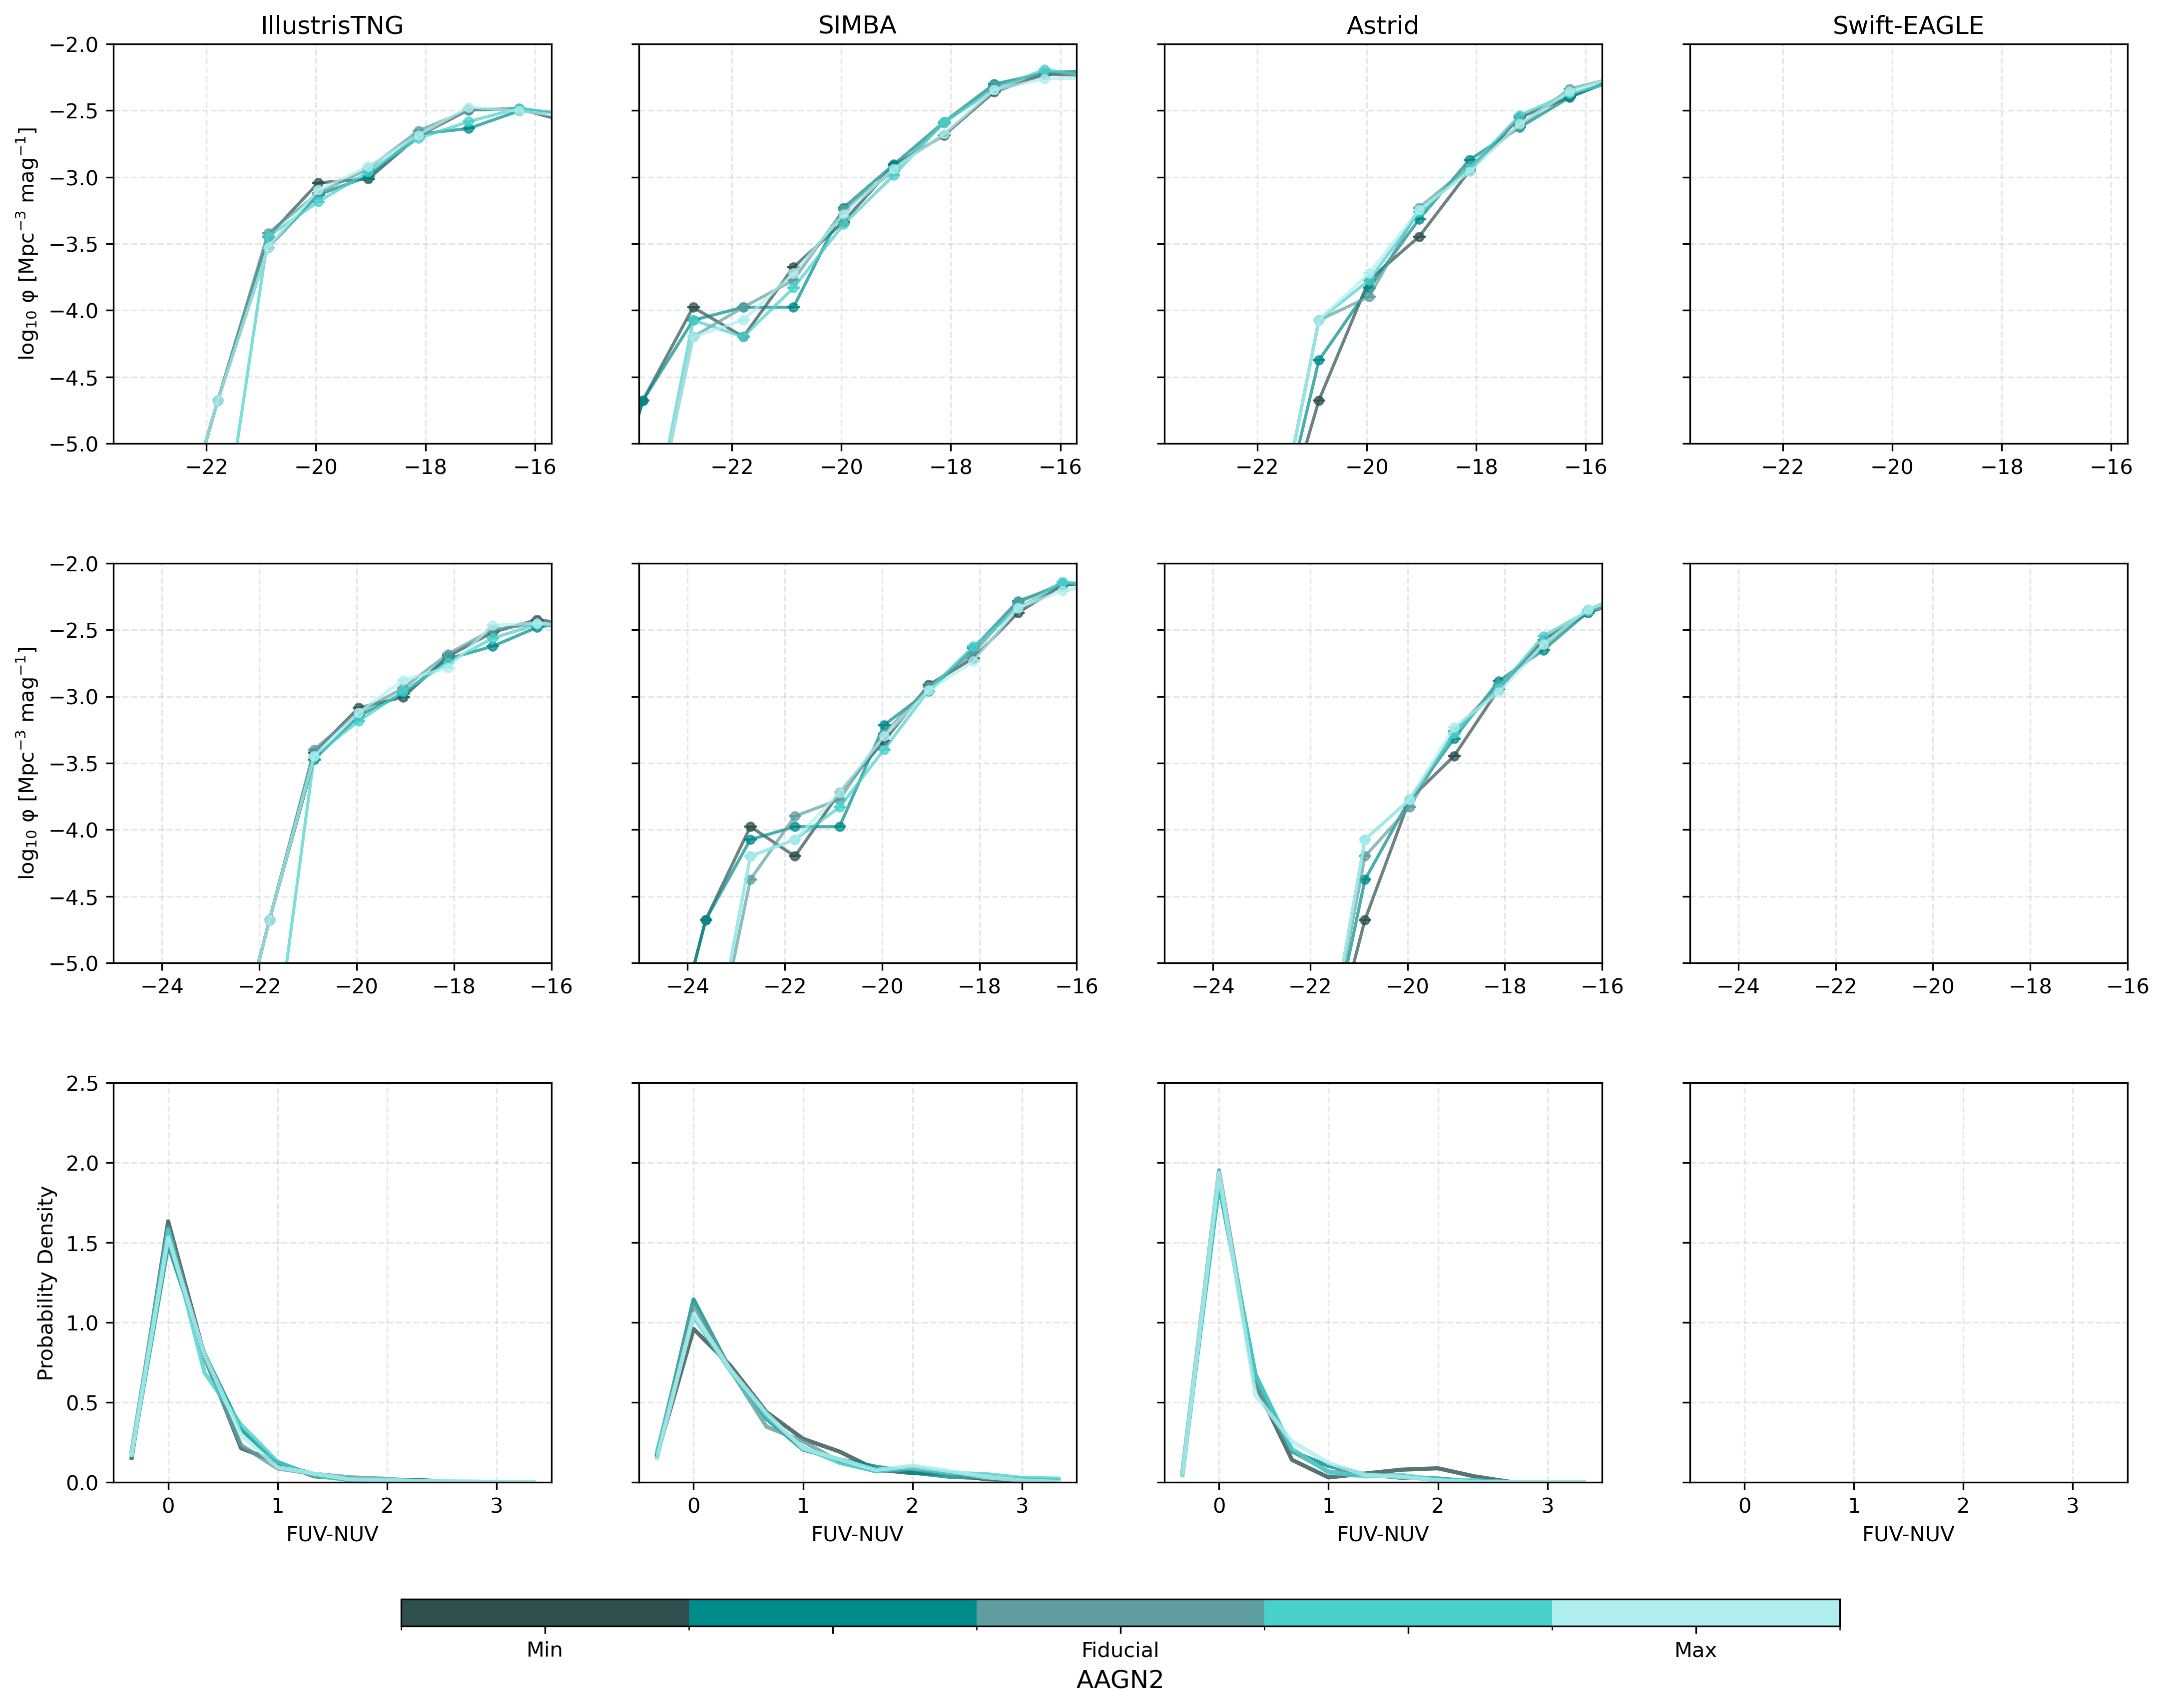 IllustrisTNG SIMBA Astrid Swift-EAGLE
−2.0
−2.5
−3.0
−3.5
−4.0
−4.5
−5.0
log₁₀ φ [Mpc⁻³ mag⁻¹]
−22 −20 −18 −16 −22 −20 −18 −16 −22 −20 −18 −16 −22 −20 −18 −16
−2.0
−2.5
−3.0
−3.5
−4.0
−4.5
−5.0
log₁₀ φ [Mpc⁻³ mag⁻¹]
−24 −22 −20 −18 −16 −24 −22 −20 −18 −16 −24 −22 −20 −18 −16 −24 −22 −20 −18 −16
2.5
2.0
1.5
1.0
0.5
0.0
Probability Density
0 1 2 3 0 1 2 3 0 1 2 3 0 1 2 3
FUV-NUV FUV-NUV FUV-NUV FUV-NUV
Min Fiducial Max
AAGN2